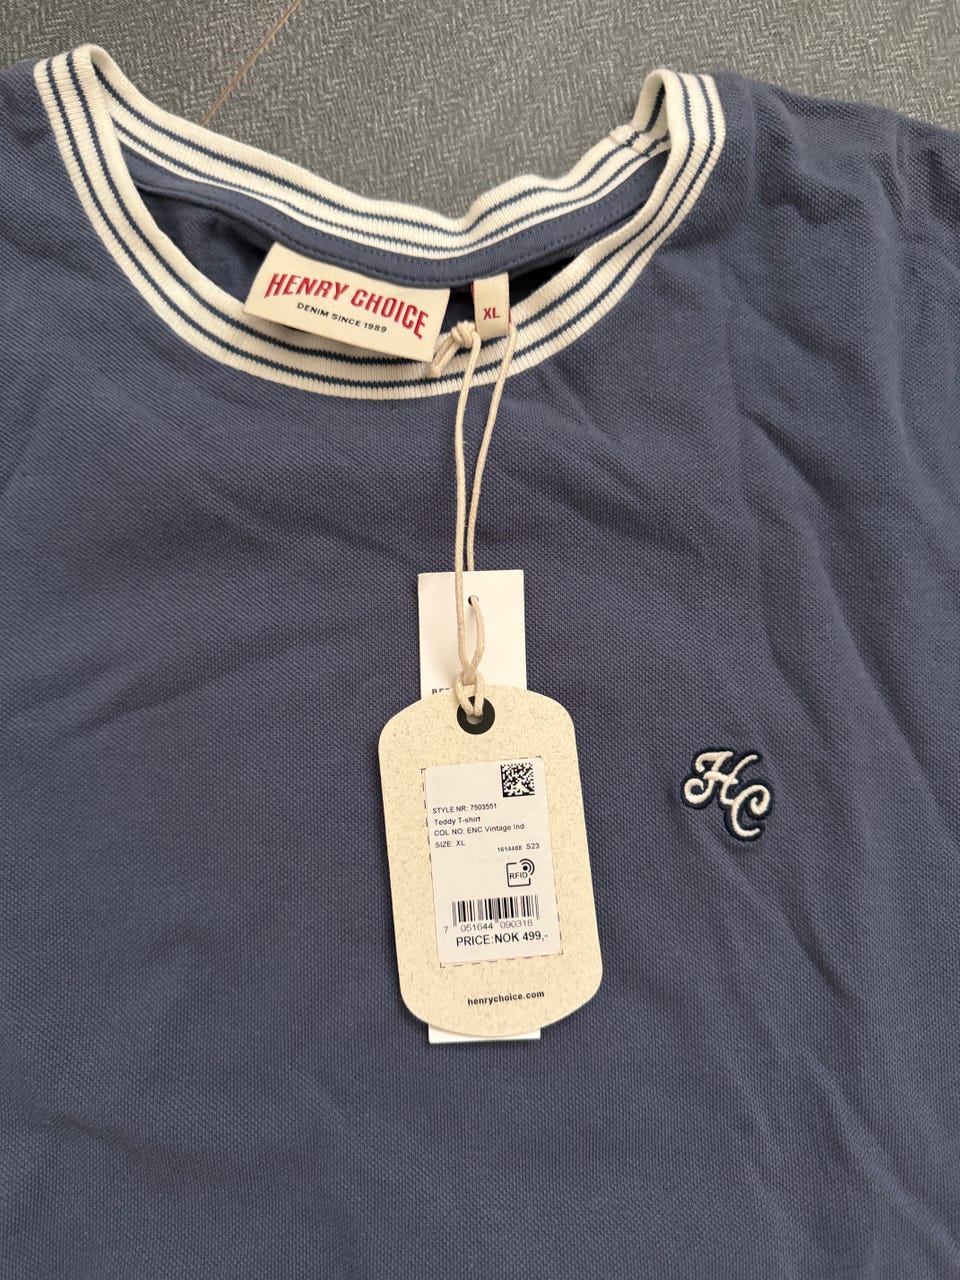 HENRY CHOICE
DENIM SINCE 1989
XL
STYLE NR: 7503551
Teddy T-shirt
COL NO: ENC Vintage Ind
SIZE: XL
1614488 S23
RFID
7 051644 090318
PRICE:NOK 499,-
henrychoice.com
HC